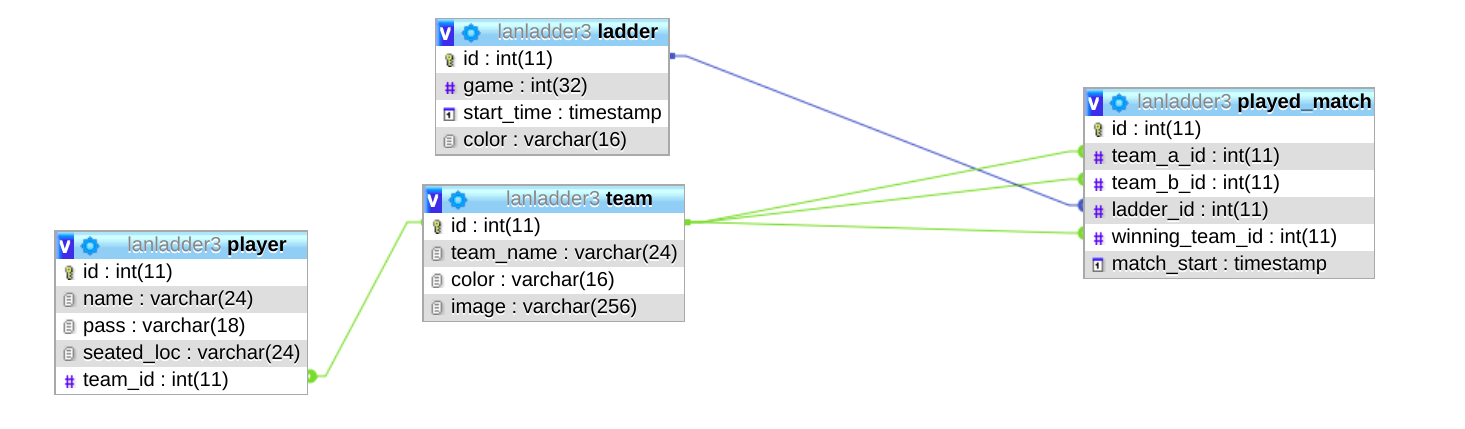 v lanladder3 ladder
id : int(11)
game : int(32)
start_time : timestamp
color : varchar(16)
v lanladder3 team
id : int(11)
team_name : varchar(24)
color : varchar(16)
image : varchar(256)
v lanladder3 player
id : int(11)
name : varchar(24)
pass : varchar(18)
seated_loc : varchar(24)
team_id : int(11)
v lanladder3 played_match
id : int(11)
team_a_id : int(11)
team_b_id : int(11)
ladder_id : int(11)
winning_team_id : int(11)
match_start : timestamp